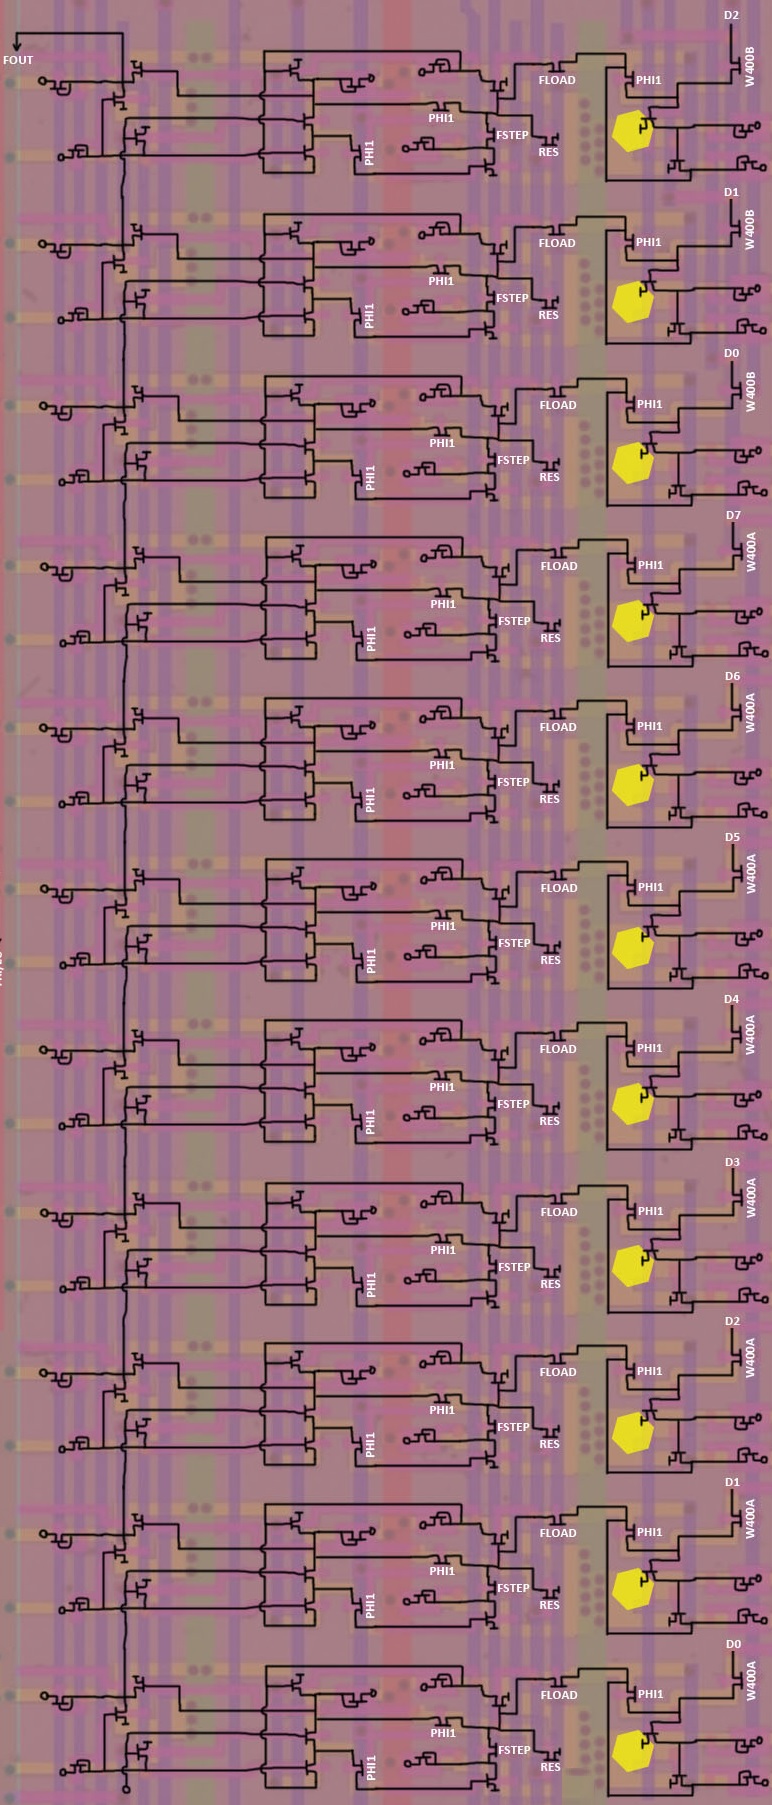 D2
FOUT
W400B
FLOAD
PHI1
PHI1
FSTEP
RES
PHI1
D1
W400B
FLOAD
PHI1
PHI1
FSTEP
RES
PHI1
D0
W400B
FLOAD
PHI1
PHI1
FSTEP
RES
PHI1
D7
W400A
FLOAD
PHI1
PHI1
FSTEP
RES
PHI1
D6
W400A
FLOAD
PHI1
PHI1
FSTEP
RES
PHI1
D5
W400A
FLOAD
PHI1
PHI1
FSTEP
RES
PHI1
D4
W400A
FLOAD
PHI1
PHI1
FSTEP
RES
PHI1
D3
W400A
FLOAD
PHI1
PHI1
FSTEP
RES
PHI1
D2
W400A
FLOAD
PHI1
PHI1
FSTEP
RES
PHI1
D1
W400A
FLOAD
PHI1
PHI1
FSTEP
RES
PHI1
D0
W400A
FLOAD
PHI1
PHI1
FSTEP
RES
PHI1